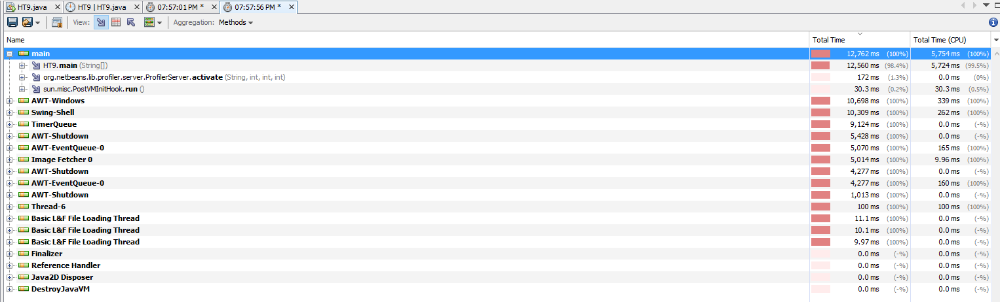 HT9.java HT9 | HT9.java 07:57:01 PM * 07:57:56 PM *
View: Aggregation: Methods
Name Total Time Total Time (CPU)
main 12,762 ms (100%) 5,754 ms (100%)
HT9.main (String[]) 12,560 ms (98.4%) 5,724 ms (99.5%)
org.netbeans.lib.profiler.server.ProfilerServer.activate (String, int, int, int) 172 ms (1.3%) 0.0 ms (0%)
sun.misc.PostVMInitHook.run () 30.3 ms (0.2%) 30.3 ms (0.5%)
AWT-Windows 10,698 ms (100%) 339 ms (100%)
Swing-Shell 10,309 ms (100%) 262 ms (100%)
TimerQueue 9,124 ms (100%) 0.0 ms (-%)
AWT-Shutdown 5,428 ms (100%) 0.0 ms (-%)
AWT-EventQueue-0 5,070 ms (100%) 165 ms (100%)
Image Fetcher 0 5,014 ms (100%) 9.96 ms (100%)
AWT-Shutdown 4,277 ms (100%) 0.0 ms (-%)
AWT-EventQueue-0 4,277 ms (100%) 160 ms (100%)
AWT-Shutdown 1,013 ms (100%) 0.0 ms (-%)
Thread-6 100 ms (100%) 100 ms (100%)
Basic L&F File Loading Thread 11.1 ms (100%) 0.0 ms (-%)
Basic L&F File Loading Thread 10.1 ms (100%) 0.0 ms (-%)
Basic L&F File Loading Thread 9.97 ms (100%) 0.0 ms (-%)
Finalizer 0.0 ms (-%) 0.0 ms (-%)
Reference Handler 0.0 ms (-%) 0.0 ms (-%)
Java2D Disposer 0.0 ms (-%) 0.0 ms (-%)
DestroyJavaVM 0.0 ms (-%) 0.0 ms (-%)